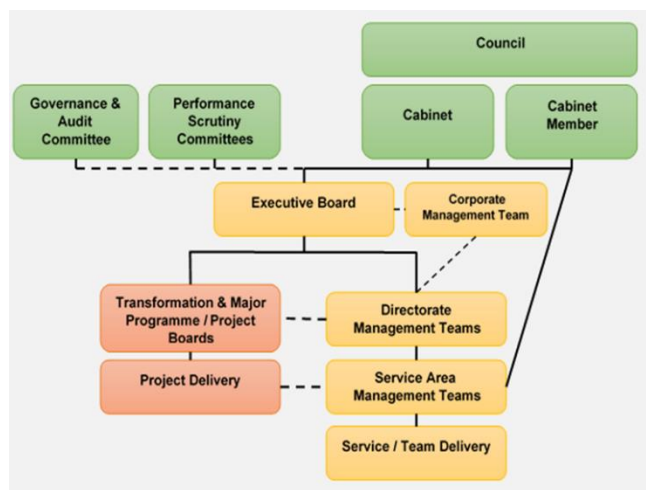 Council
Governance &
Audit
Committee
Performance
Scrutiny
Committees
Cabinet
Cabinet
Member
Executive Board
Corporate
Management Team
Transformation & Major
Programme / Project
Boards
Directorate
Management Teams
Project Delivery
Service Area
Management Teams
Service / Team Delivery